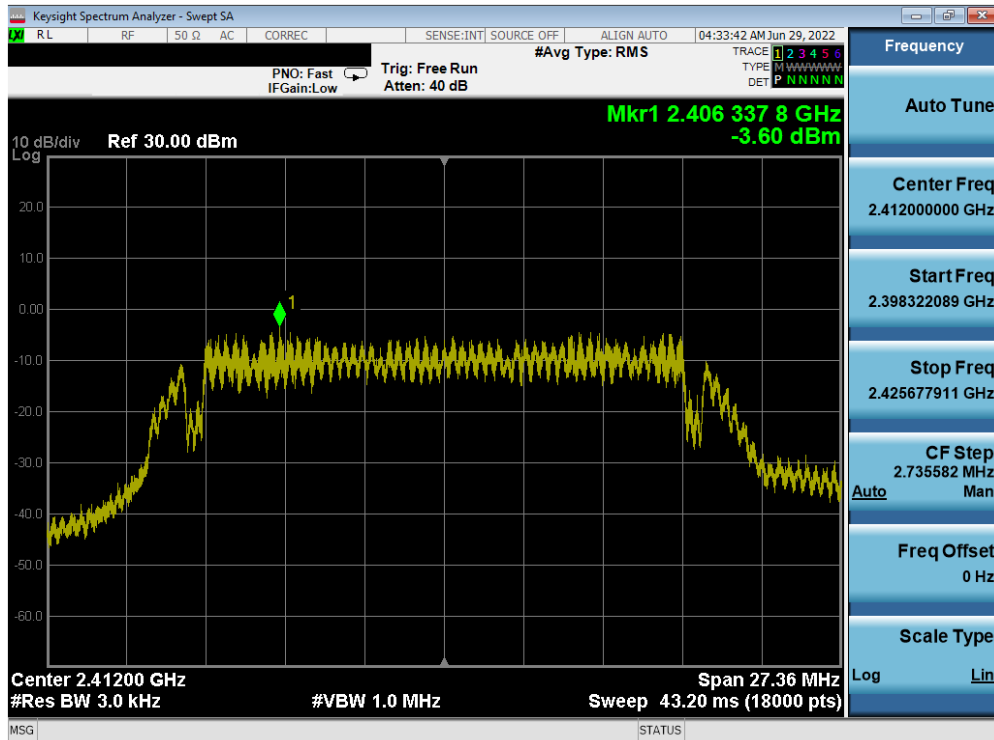 Keysight Spectrum Analyzer - Swept SA
LXI RL RF 50 Ω AC CORREC SENSE:INT SOURCE OFF ALIGN AUTO 04:33:42 AM Jun 29, 2022
#Avg Type: RMS
TRACE 1 2 3 4 5 6
TYPE M W W W W W
DET P N N N N N
PNO: Fast
IFGain:Low
Trig: Free Run
Atten: 40 dB
Mkr1 2.406 337 8 GHz
-3.60 dBm
10 dB/div Ref 30.00 dBm
Log
20.0
10.0
0.00
-10.0
-20.0
-30.0
-40.0
-50.0
-60.0
1
Center 2.41200 GHz Span 27.36 MHz
#Res BW 3.0 kHz #VBW 1.0 MHz Sweep 43.20 ms (18000 pts)
MSG STATUS
Frequency
Auto Tune
Center Freq
2.412000000 GHz
Start Freq
2.398322089 GHz
Stop Freq
2.425677911 GHz
CF Step
2.735582 MHz
Auto Man
Freq Offset
0 Hz
Scale Type
Log Lin